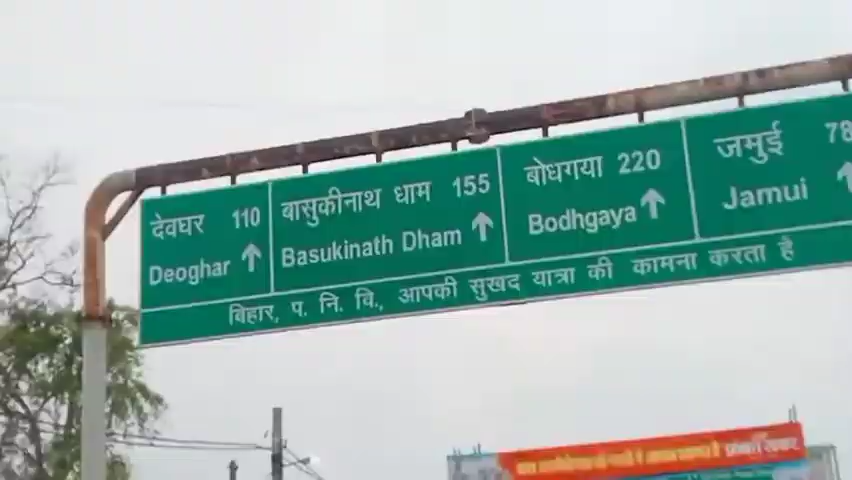 देवघर 110
Deoghar
बासुकीनाथ धाम 155
Basukinath Dham
बोधगया 220
Bodhgaya
जमुई 78
Jamui
बिहार, प. नि. वि., आपकी सुखद यात्रा की कामना करता है